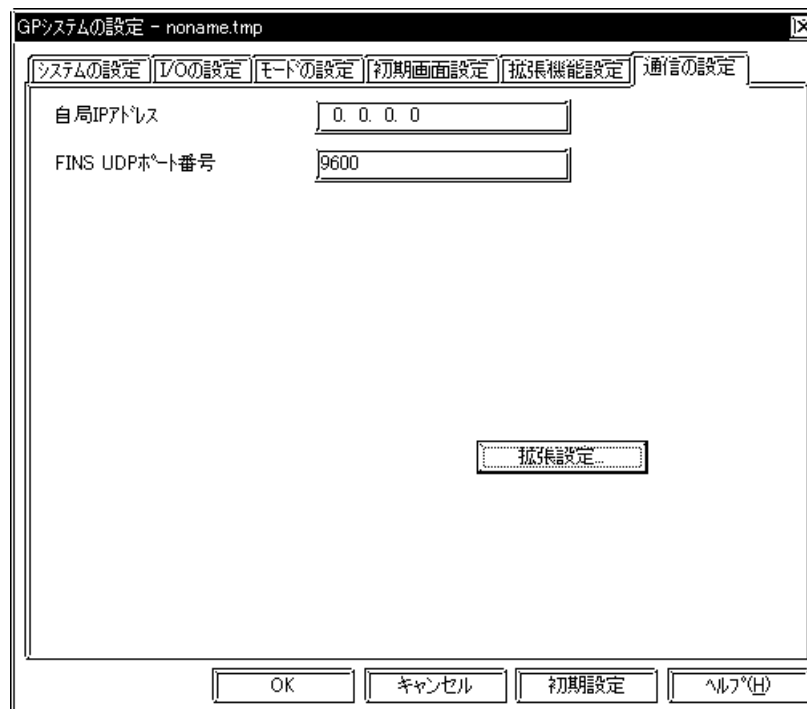 GPシステムの設定 - noname.tmp
システムの設定 I/Oの設定 モードの設定 初期画面設定 拡張機能設定 通信の設定
自局IPアドレス 0. 0. 0. 0
FINS UDPポート番号 9600
拡張設定...
OK キャンセル 初期設定 ヘルプ(H)